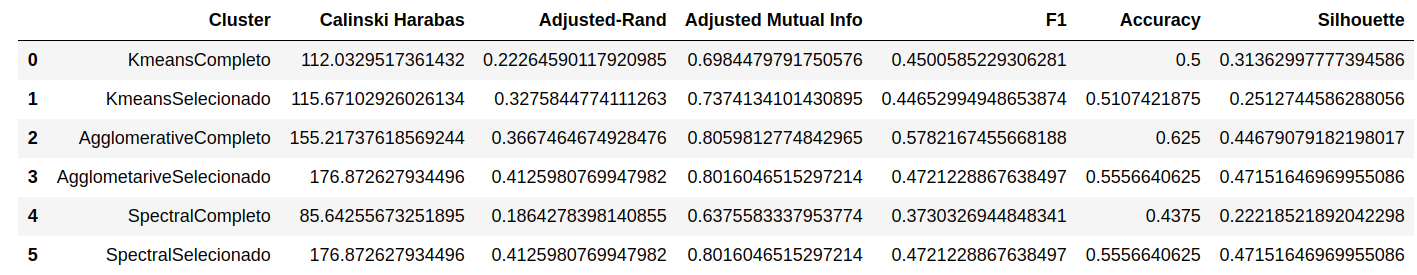 Cluster Calinski Harabas Adjusted-Rand Adjusted Mutual Info F1 Accuracy Silhouette
0 KmeansCompleto 112.0329517361432 0.22264590117920985 0.6984479791750576 0.4500585229306281 0.5 0.31362997777394586
1 KmeansSelecionado 115.67102926026134 0.3275844774111263 0.7374134101430895 0.44652994948653874 0.5107421875 0.2512744586288056
2 AgglomerativeCompleto 155.21737618569244 0.3667464674928476 0.8059812774842965 0.5782167455668188 0.625 0.44679079182198017
3 AgglometariveSelecionado 176.872627934496 0.4125980769947982 0.8016046515297214 0.4721228867638497 0.5556640625 0.47151646969955086
4 SpectralCompleto 85.64255673251895 0.1864278398140855 0.6375583337953774 0.3730326944848341 0.4375 0.22218521892042298
5 SpectralSelecionado 176.872627934496 0.4125980769947982 0.8016046515297214 0.4721228867638497 0.5556640625 0.47151646969955086